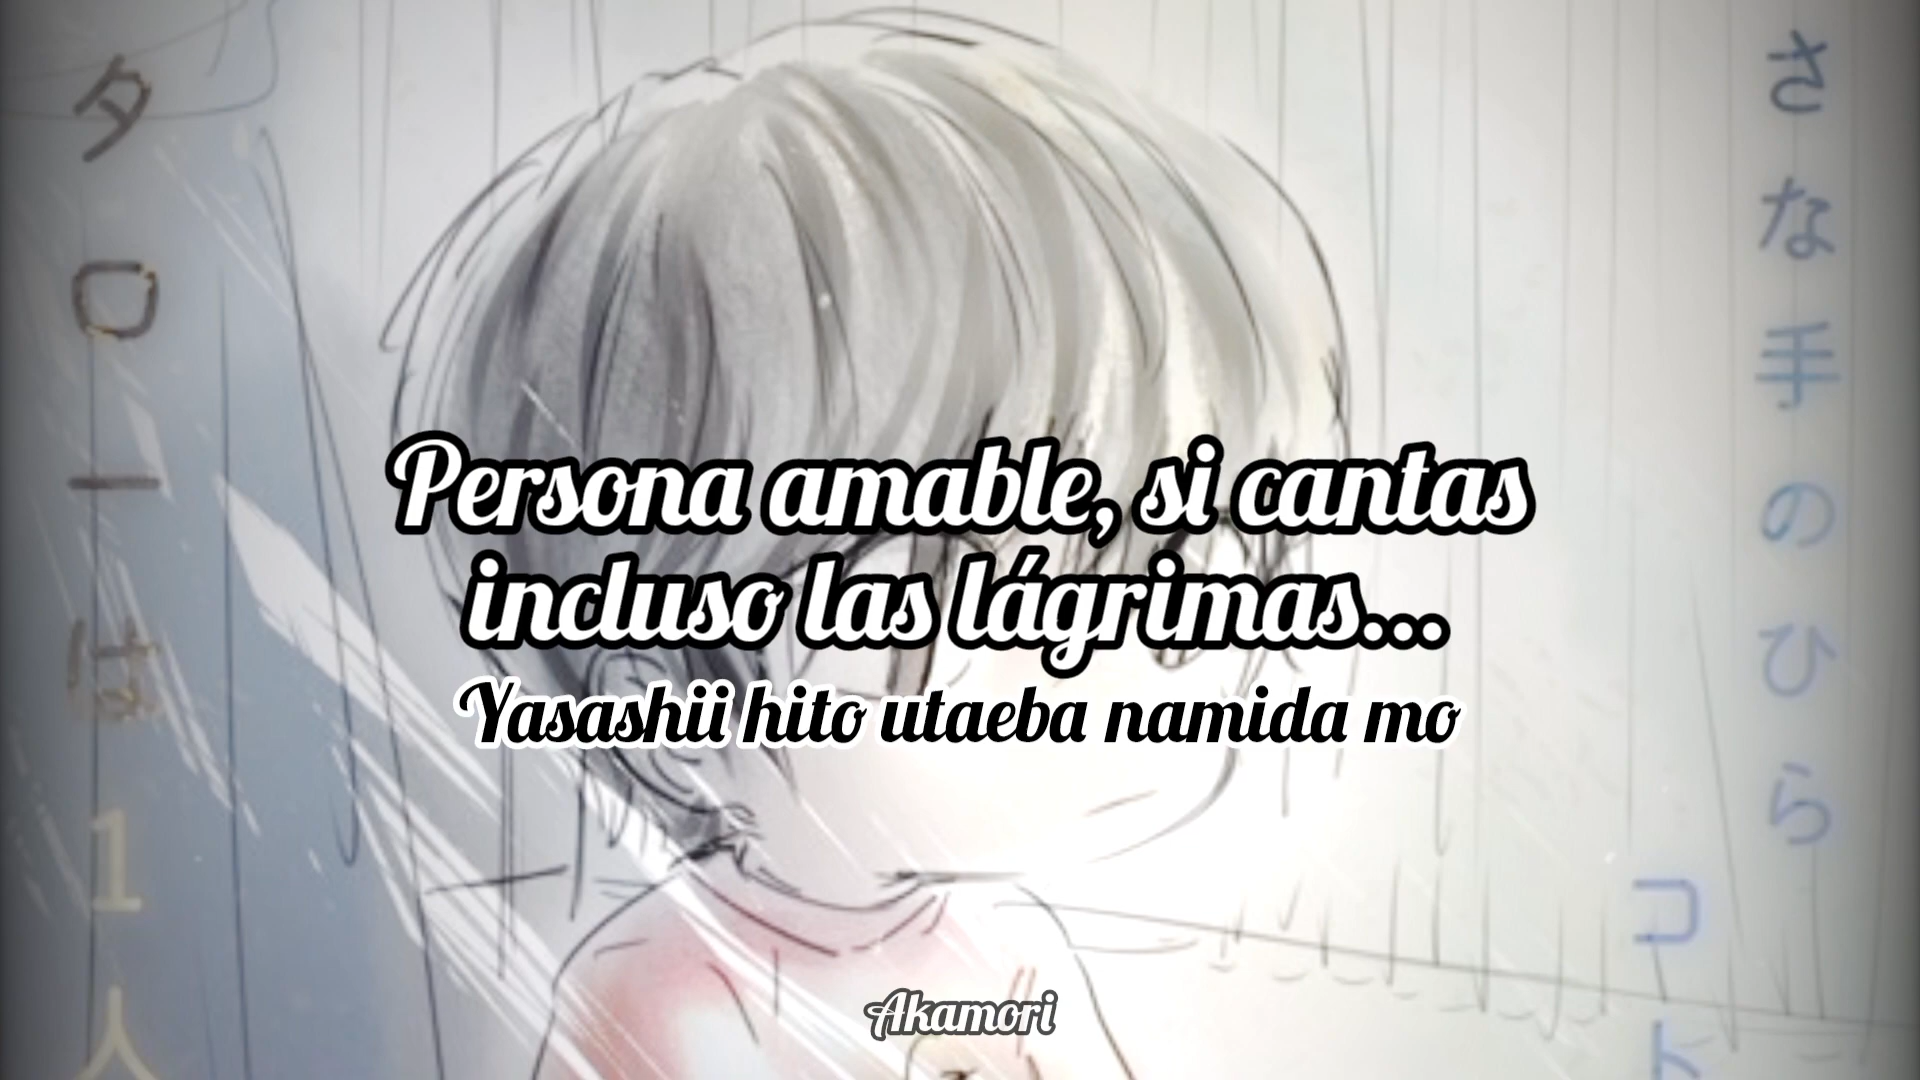 さな手のひら
コト
タローは1人
Persona amable, si cantas
incluso las lágrimas...
Yasashii hito utaeba namida mo
Akamori